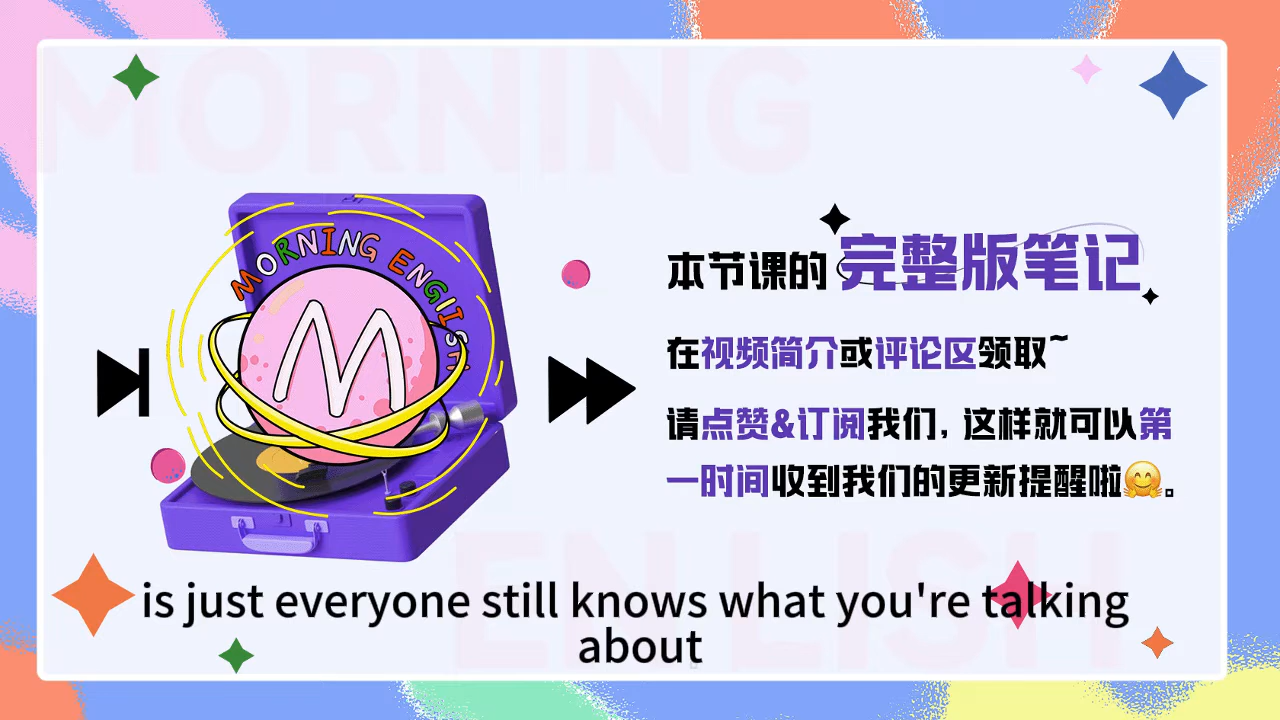 MORNING
MORNING ENGLISH
M
本节课的 完整版笔记
在视频简介或评论区领取~
请点赞&订阅我们, 这样就可以第
一时间收到我们的更新提醒啦🤗。
EN LISH
is just everyone still knows what you're talking
about